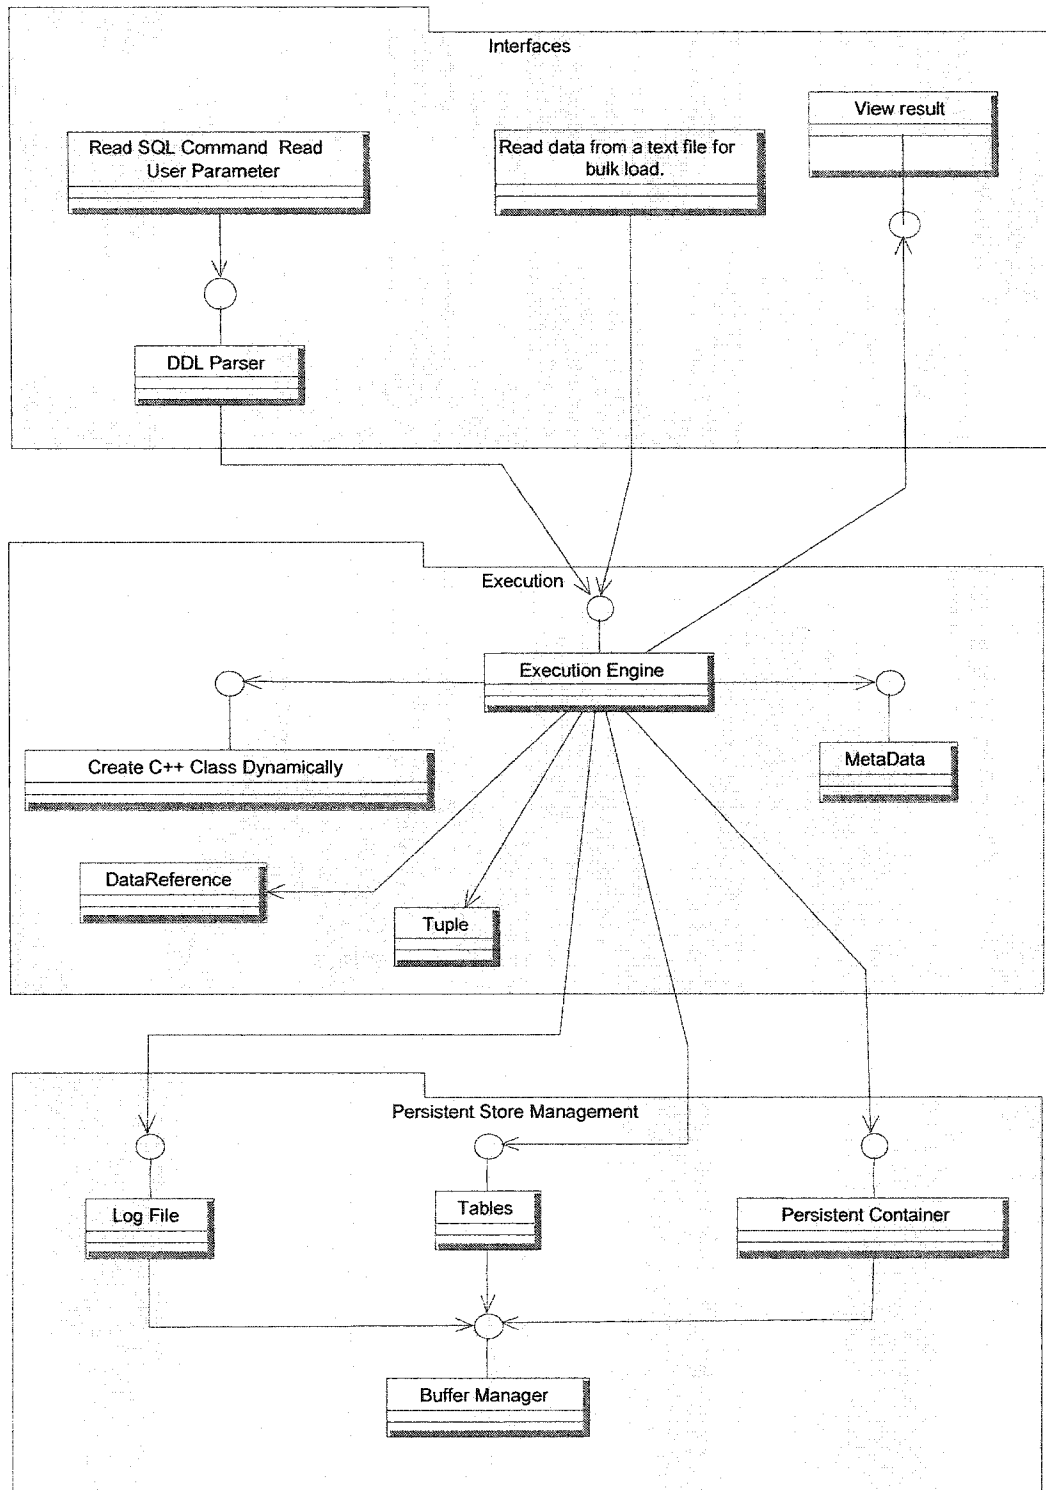 Interfaces
View result
Read SQL Command Read
User Parameter
Read data from a text file for
bulk load.
DDL Parser
Execution
Execution Engine
Create C++ Class Dynamically
MetaData
DataReference
Tuple
Persistent Store Management
Log File
Tables
Persistent Container
Buffer Manager